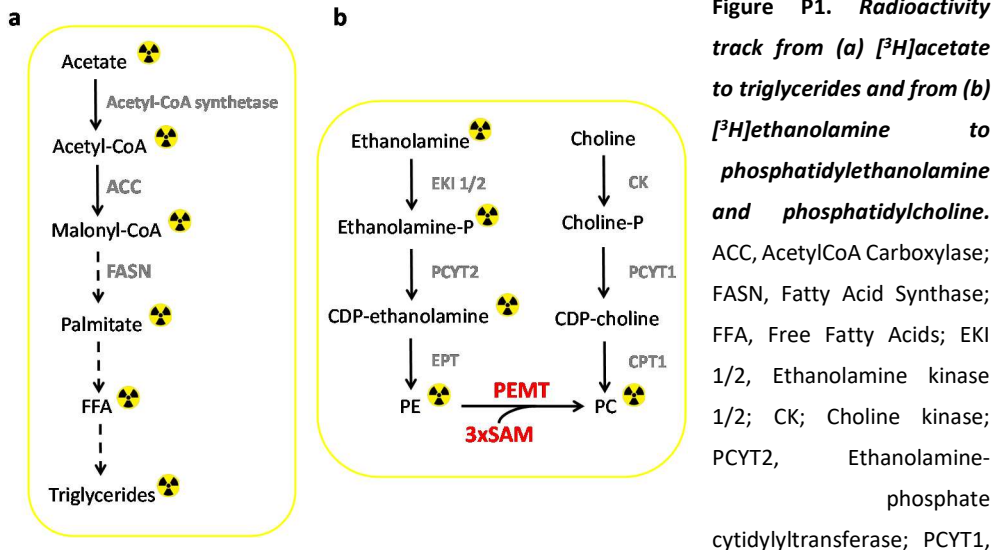 a
Acetate
Acetyl-CoA synthetase
Acetyl-CoA
ACC
Malonyl-CoA
FASN
Palmitate
FFA
Triglycerides
b
Ethanolamine
EKI 1/2
Ethanolamine-P
PCYT2
CDP-ethanolamine
EPT
PE
PEMT
3xSAM
Choline
CK
Choline-P
PCYT1
CDP-choline
CPT1
PC
Figure P1. Radioactivity
track from (a) [³H]acetate
to triglycerides and from (b)
[³H]ethanolamine to
phosphatidylethanolamine
and phosphatidylcholine.
ACC, AcetylCoA Carboxylase;
FASN, Fatty Acid Synthase;
FFA, Free Fatty Acids; EKI
1/2, Ethanolamine kinase
1/2; CK; Choline kinase;
PCYT2, Ethanolamine-
phosphate
cytidylyltransferase; PCYT1,